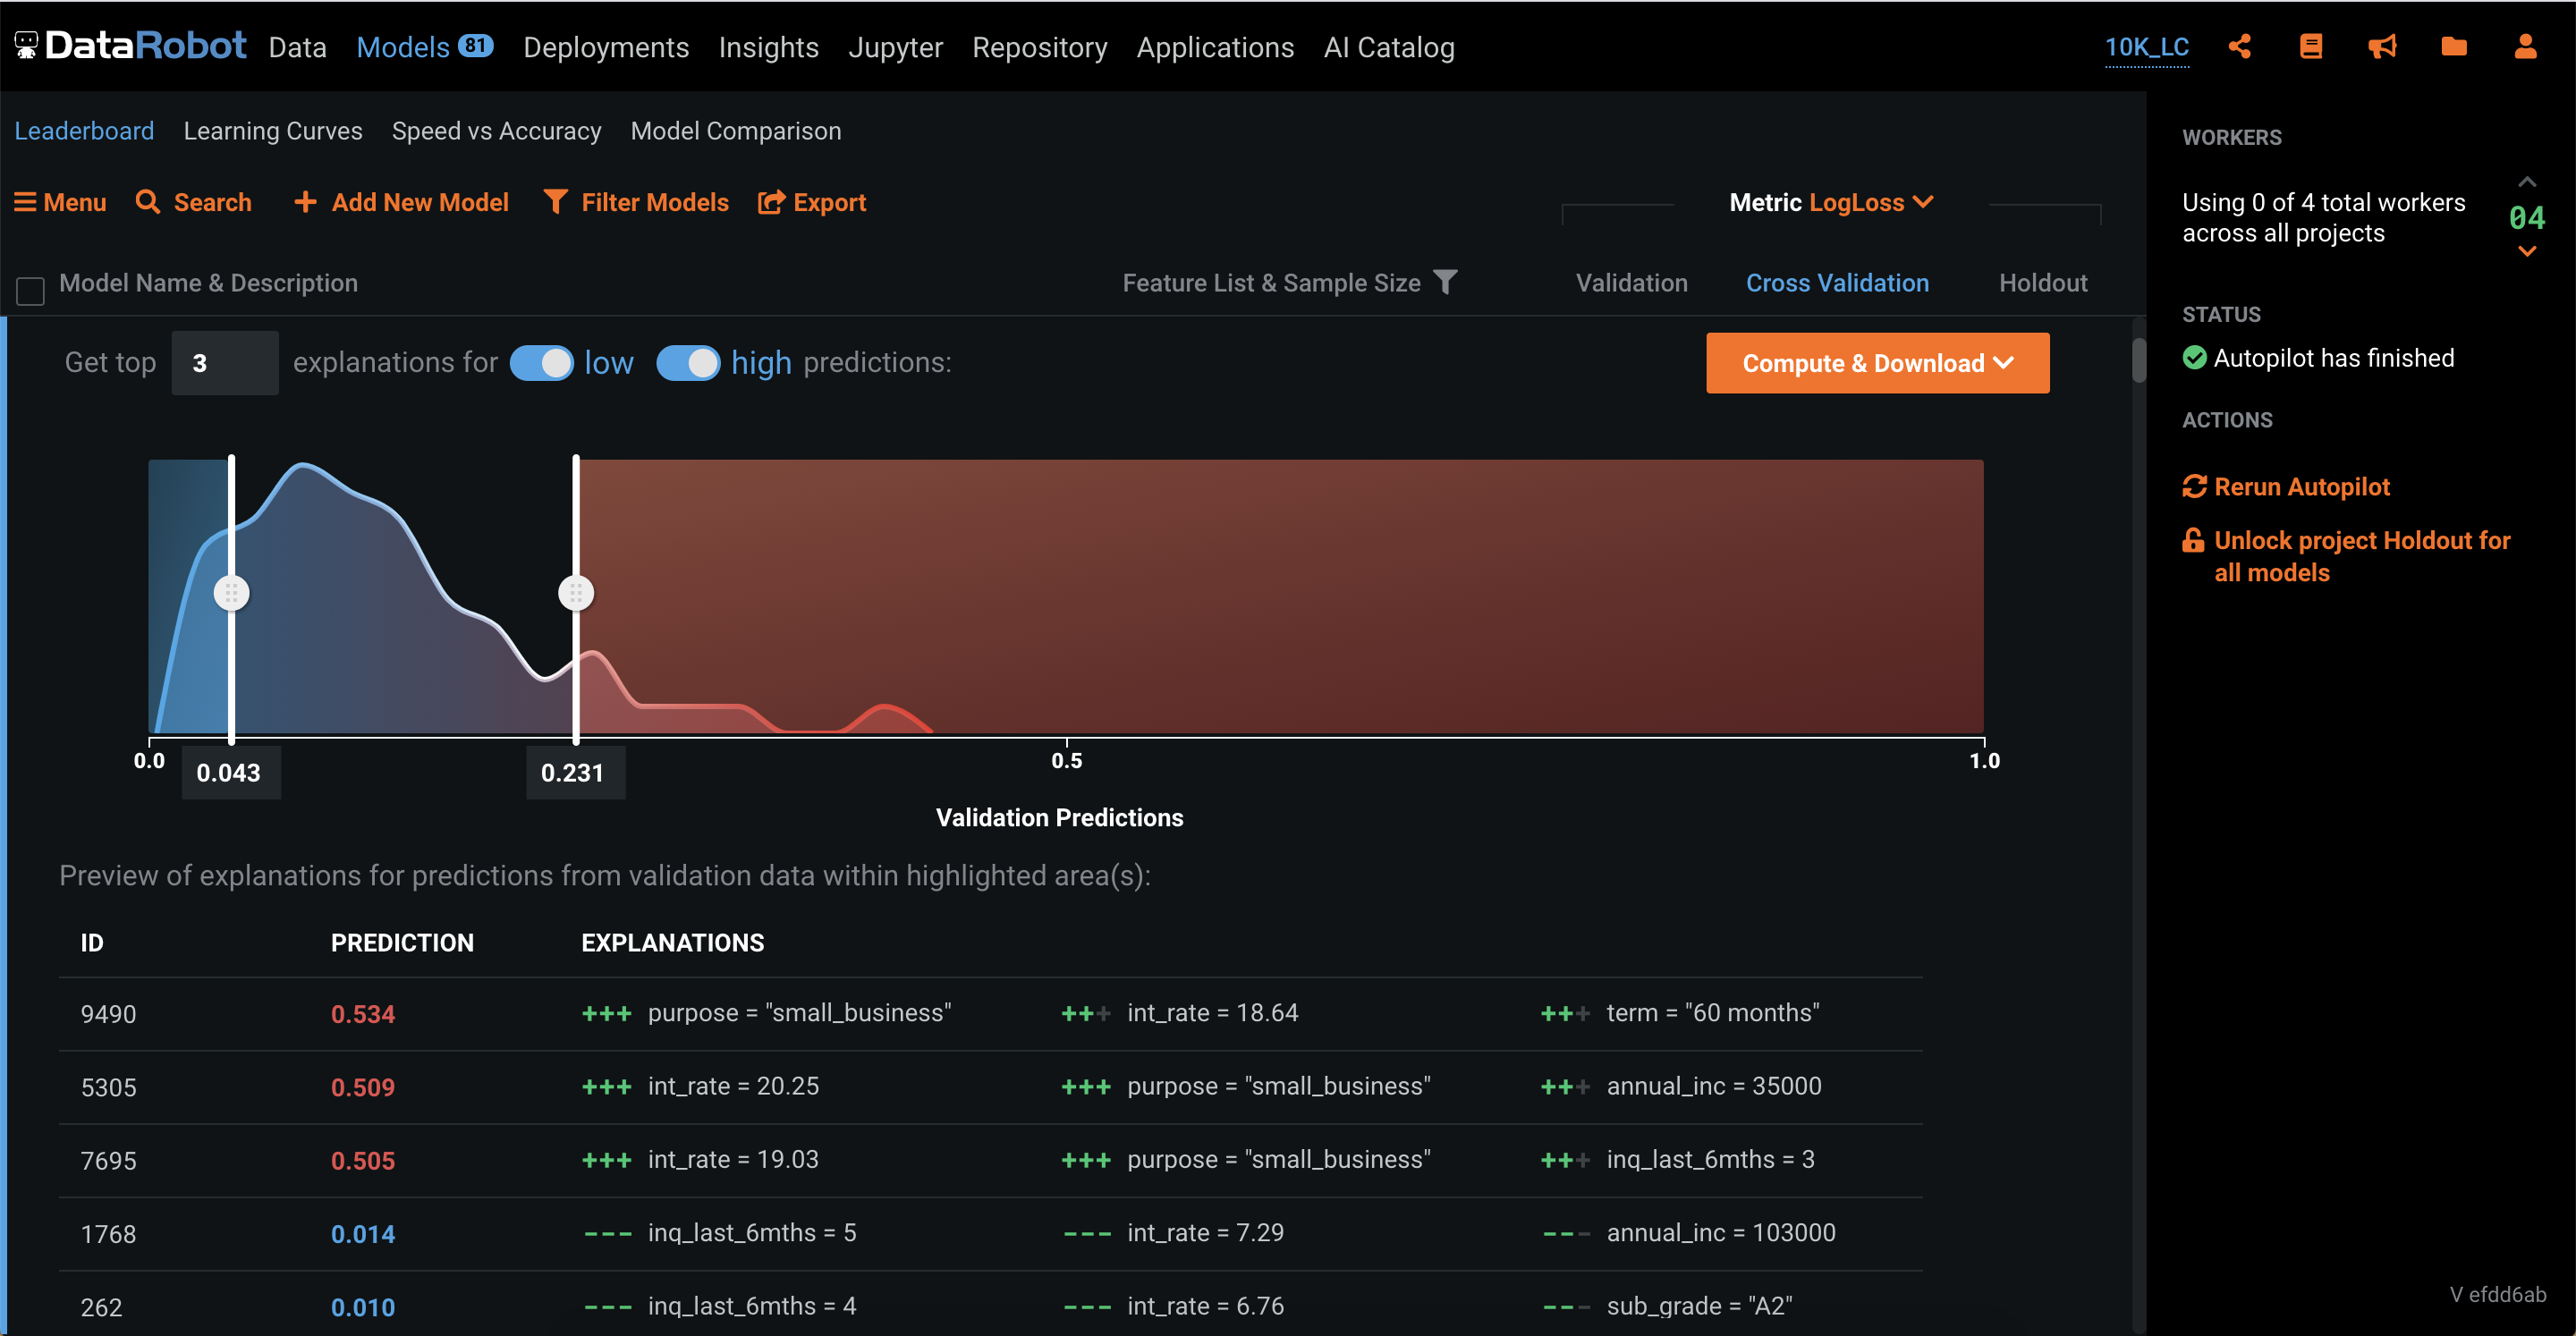 DataRobot Data Models 81 Deployments Insights Jupyter Repository Applications AI Catalog 10K_LC
Leaderboard Learning Curves Speed vs Accuracy Model Comparison
Menu Search + Add New Model Filter Models Export Metric LogLoss
Model Name & Description Feature List & Sample Size Validation Cross Validation Holdout
Get top 3 explanations for low high predictions: Compute & Download
0.0 0.5 1.0
0.043 0.231
Validation Predictions
Preview of explanations for predictions from validation data within highlighted area(s):
ID PREDICTION EXPLANATIONS
9490 0.534 +++ purpose = "small_business" +++ int_rate = 18.64 +++ term = "60 months"
5305 0.509 +++ int_rate = 20.25 +++ purpose = "small_business" +++ annual_inc = 35000
7695 0.505 +++ int_rate = 19.03 +++ purpose = "small_business" +++ inq_last_6mths = 3
1768 0.014 --- inq_last_6mths = 5 --- int_rate = 7.29 --- annual_inc = 103000
262 0.010 --- inq_last_6mths = 4 --- int_rate = 6.76 --- sub_grade = "A2"
WORKERS
Using 0 of 4 total workers
across all projects
04
STATUS
Autopilot has finished
ACTIONS
Rerun Autopilot
Unlock project Holdout for
all models
V efdd6ab